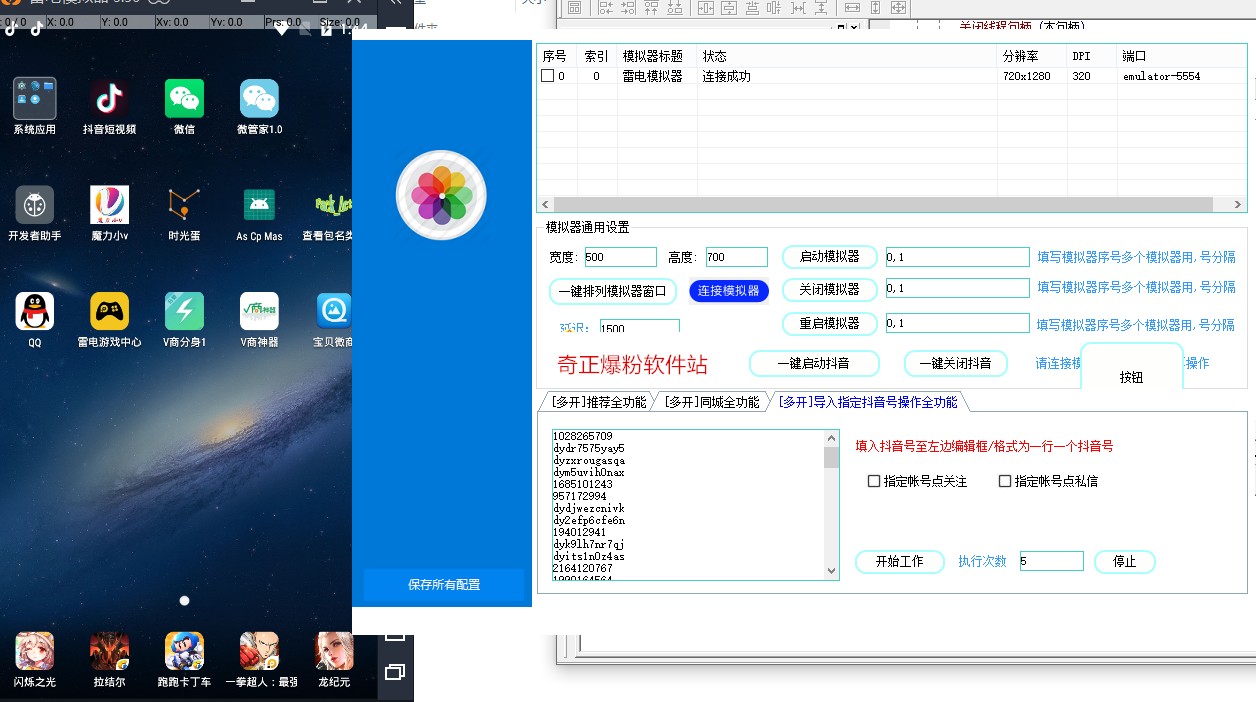 : 0 / 0 X: 0.0 Y: 0.0 Xv: 0.0 Yv: 0.0 Prs: 0.0 Size: 0.0
系统应用 抖音短视频 微信 微管家1.0
开发者助手 魔力小v 时光蛋 As Cp Mas 查看包名类
QQ 雷电游戏中心 V商分身1 V商神器 宝贝微商
闪烁之光 拉结尔 跑跑卡丁车 一拳超人：最强 龙纪元
保存所有配置
关闭线程句柄 (本句柄)
序号 索引 模拟器标题 状态 分辨率 DPI 端口
0 0 雷电模拟器 连接成功 720x1280 320 emulator-5554
模拟器通用设置
宽度: 500 高度: 700 启动模拟器 0,1 填写模拟器序号多个模拟器用,号分隔
一键排列模拟器窗口 连接模拟器 关闭模拟器 0,1 填写模拟器序号多个模拟器用,号分隔
延迟: 1500 重启模拟器 0,1 填写模拟器序号多个模拟器用,号分隔
奇正爆粉软件站 一键启动抖音 一键关闭抖音 请连接模 按钮 操作
[多开]推荐全功能 [多开]同城全功能 [多开]导入指定抖音号操作全功能
1028265709
dydr7575yay5
dyzxrougasqa
dym5uvih0nax
1685101243
957172994
dydjwezcnivk
dy2efp6cfe6n
194012941
dyk9lh7nr7qj
dyits1n0z4as
2164120767
填入抖音号至左边编辑框/格式为一行一个抖音号
指定帐号点关注 指定帐号点私信
开始工作 执行次数 5 停止